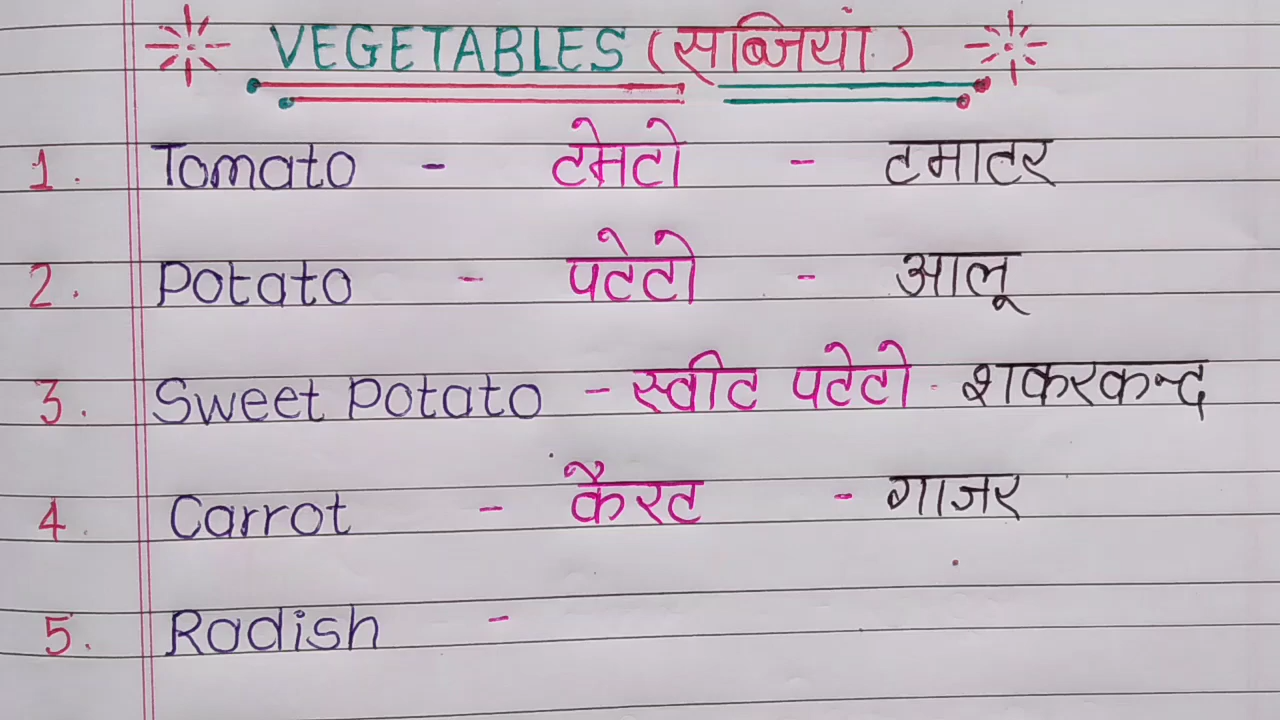 VEGETABLES (सब्जियां)
1. Tomato - टमेटो - टमाटर
2. Potato - पटेटो - आलू
3. Sweet Potato - स्वीट पटेटो - शकरकन्द
4. Carrot - कैरट - गाजर
5. Radish -